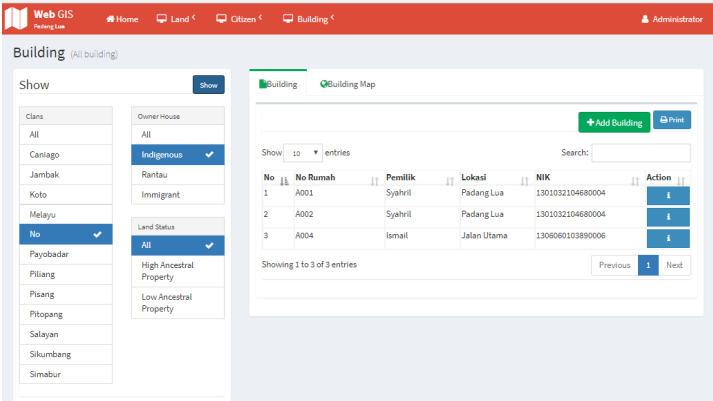 Web GIS
Padang Lua
Home
Land
Citizen
Building
Administrator
Building (All building)
Show
Show
Clans
All
Caniago
Jambak
Koto
Melayu
No
Payobadar
Piliang
Pisang
Pitopang
Salayan
Sikumbang
Simabur
Owner House
All
Indigenous
Rantau
Immigrant
Land Status
All
High Ancestral
Property
Low Ancestral
Property
Building
Building Map
Add Building
Print
Show 10 entries
Search:
No No Rumah Pemilik Lokasi NIK Action
1 A001 Syahril Padang Lua 1301032104680004 i
2 A002 Syahril Padang Lua 1301032104680004 i
3 A004 Ismail Jalan Utama 1306060103890006 i
Showing 1 to 3 of 3 entries
Previous 1 Next